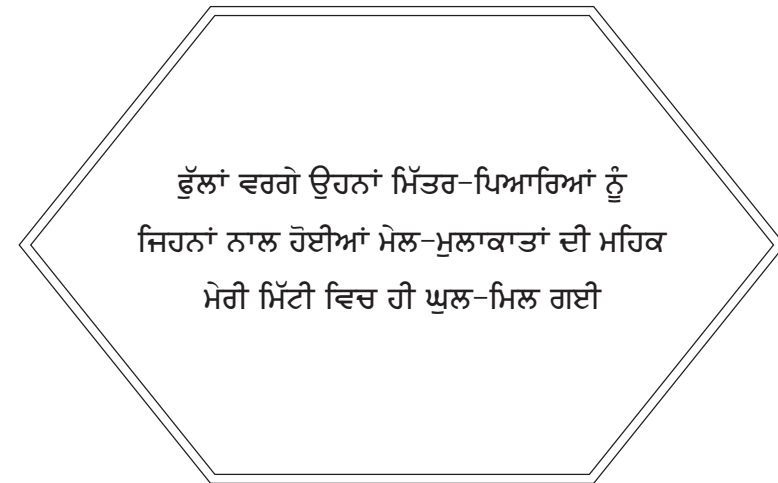 ਫੁੱਲਾਂ ਵਰਗੇ ਉਹਨਾਂ ਮਿੱਤਰ-ਪਿਆਰਿਆਂ ਨੂੰ
ਜਿਹਨਾਂ ਨਾਲ ਹੋਈਆਂ ਮੇਲ-ਮੁਲਾਕਾਤਾਂ ਦੀ ਮਹਿਕ
ਮੇਰੀ ਮਿੱਟੀ ਵਿਚ ਹੀ ਘੁਲ-ਮਿਲ ਗਈ